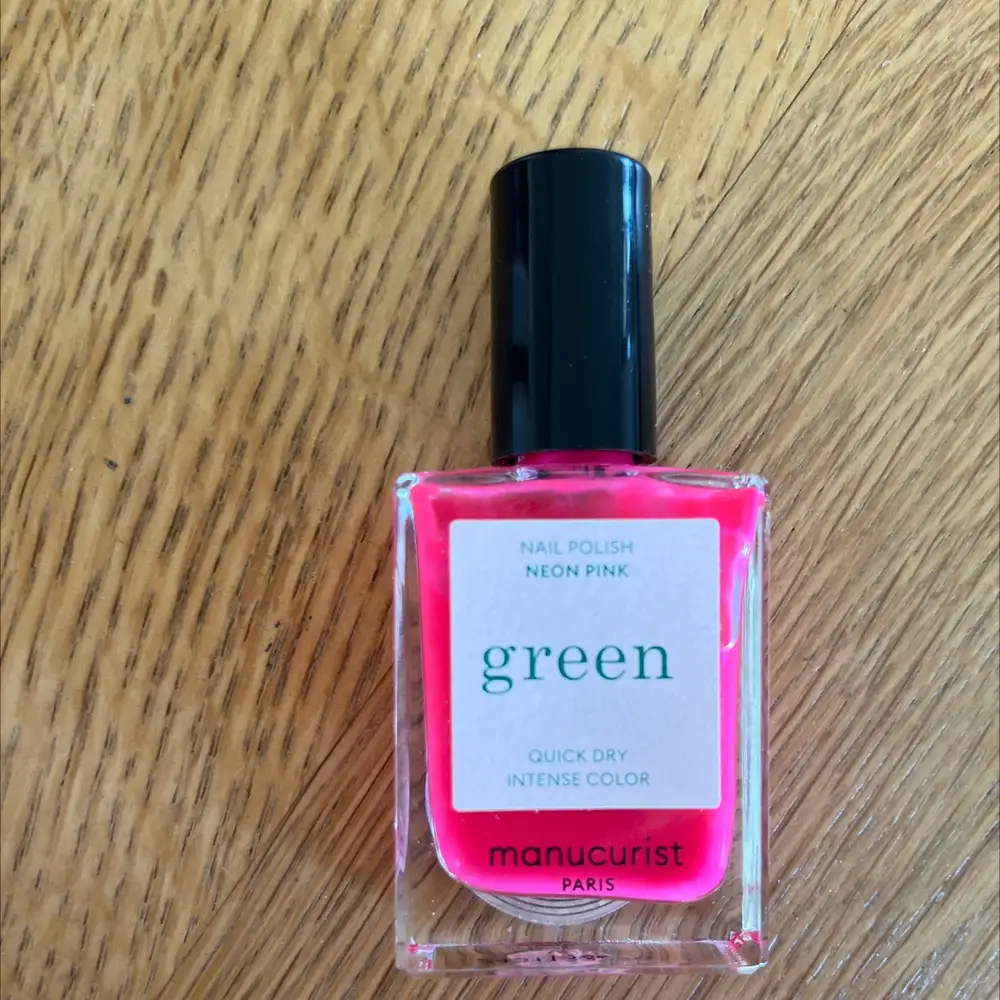 NAIL POLISH
NEON PINK
green
QUICK DRY
INTENSE COLOR
manucurist
PARIS